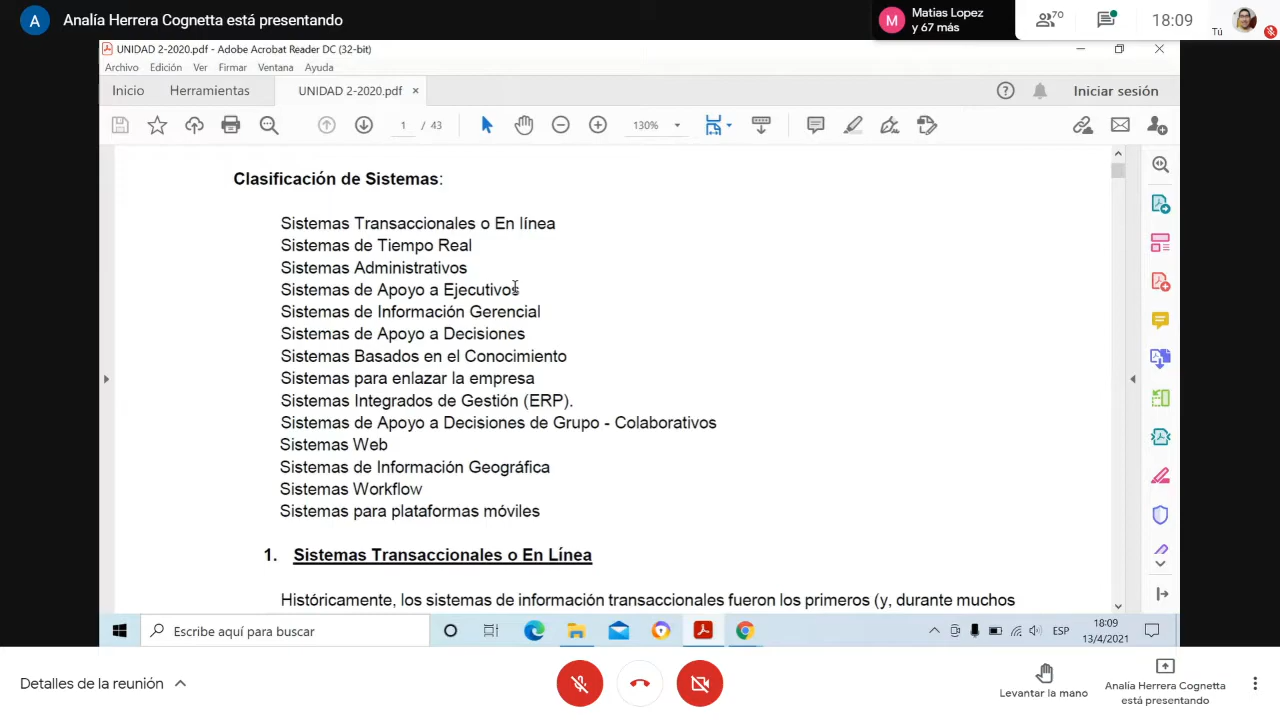 A Analía Herrera Cognetta está presentando
M Matias Lopez
y 67 más
70
18:09
Tú
UNIDAD 2-2020.pdf - Adobe Acrobat Reader DC (32-bit)
Archivo Edición Ver Firmar Ventana Ayuda
Inicio Herramientas UNIDAD 2-2020.pdf × Iniciar sesión
1 / 43 130%
Clasificación de Sistemas:
Sistemas Transaccionales o En línea
Sistemas de Tiempo Real
Sistemas Administrativos
Sistemas de Apoyo a Ejecutivos
Sistemas de Información Gerencial
Sistemas de Apoyo a Decisiones
Sistemas Basados en el Conocimiento
Sistemas para enlazar la empresa
Sistemas Integrados de Gestión (ERP).
Sistemas de Apoyo a Decisiones de Grupo - Colaborativos
Sistemas Web
Sistemas de Información Geográfica
Sistemas Workflow
Sistemas para plataformas móviles
1. Sistemas Transaccionales o En Línea
Históricamente, los sistemas de información transaccionales fueron los primeros (y, durante muchos
Escribe aquí para buscar
ESP
18:09
13/4/2021
Detalles de la reunión
Levantar la mano
Analía Herrera Cognetta
está presentando